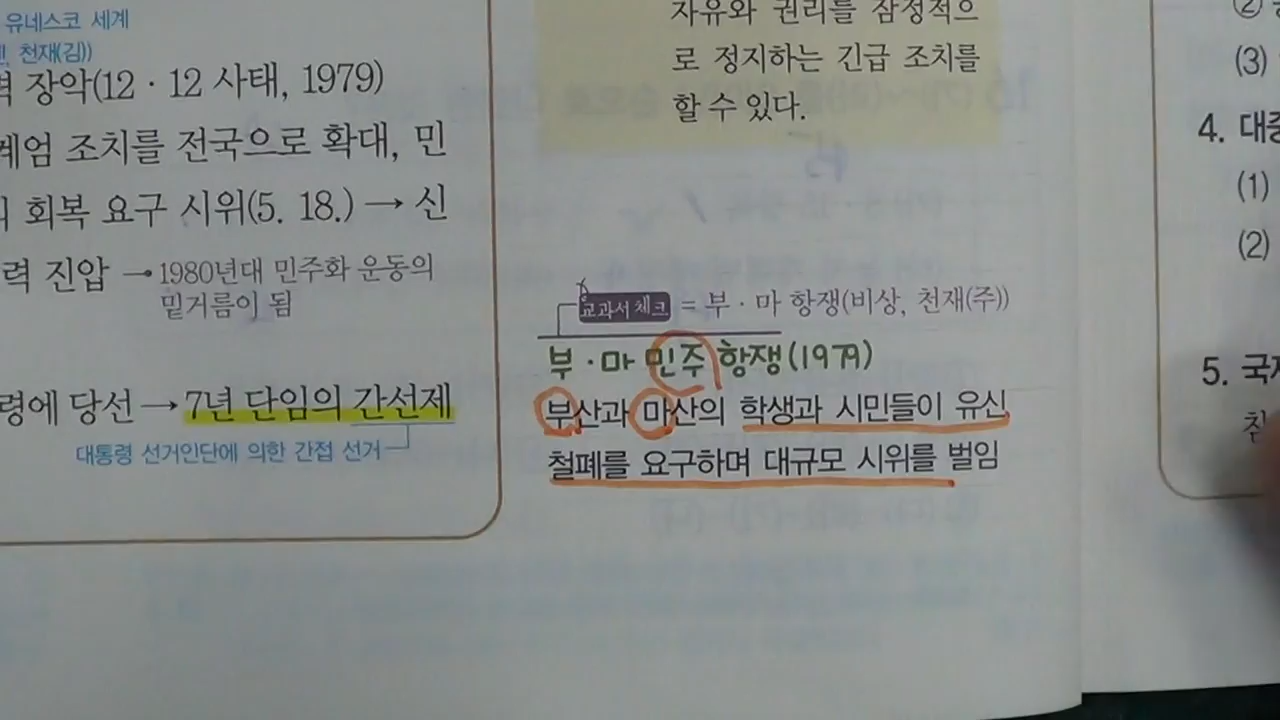 유네스코 세계
천재(김))
장악(12·12 사태, 1979)
계엄 조치를 전국으로 확대, 민
회복 요구 시위(5. 18.) → 신
력 진압 → 1980년대 민주화 운동의
밑거름이 됨
령에 당선 → 7년 단임의 간선제
대통령 선거인단에 의한 간접 선거
자유와 권리를 잠정적으
로 정지하는 긴급 조치를
할 수 있다.
교과서 체크 = 부·마 항쟁(비상, 천재(주))
부·마 민주 항쟁(1979)
부산과 마산의 학생과 시민들이 유신
철폐를 요구하며 대규모 시위를 벌임
②
(3)
4. 대중
(1)
(2)
5. 국제